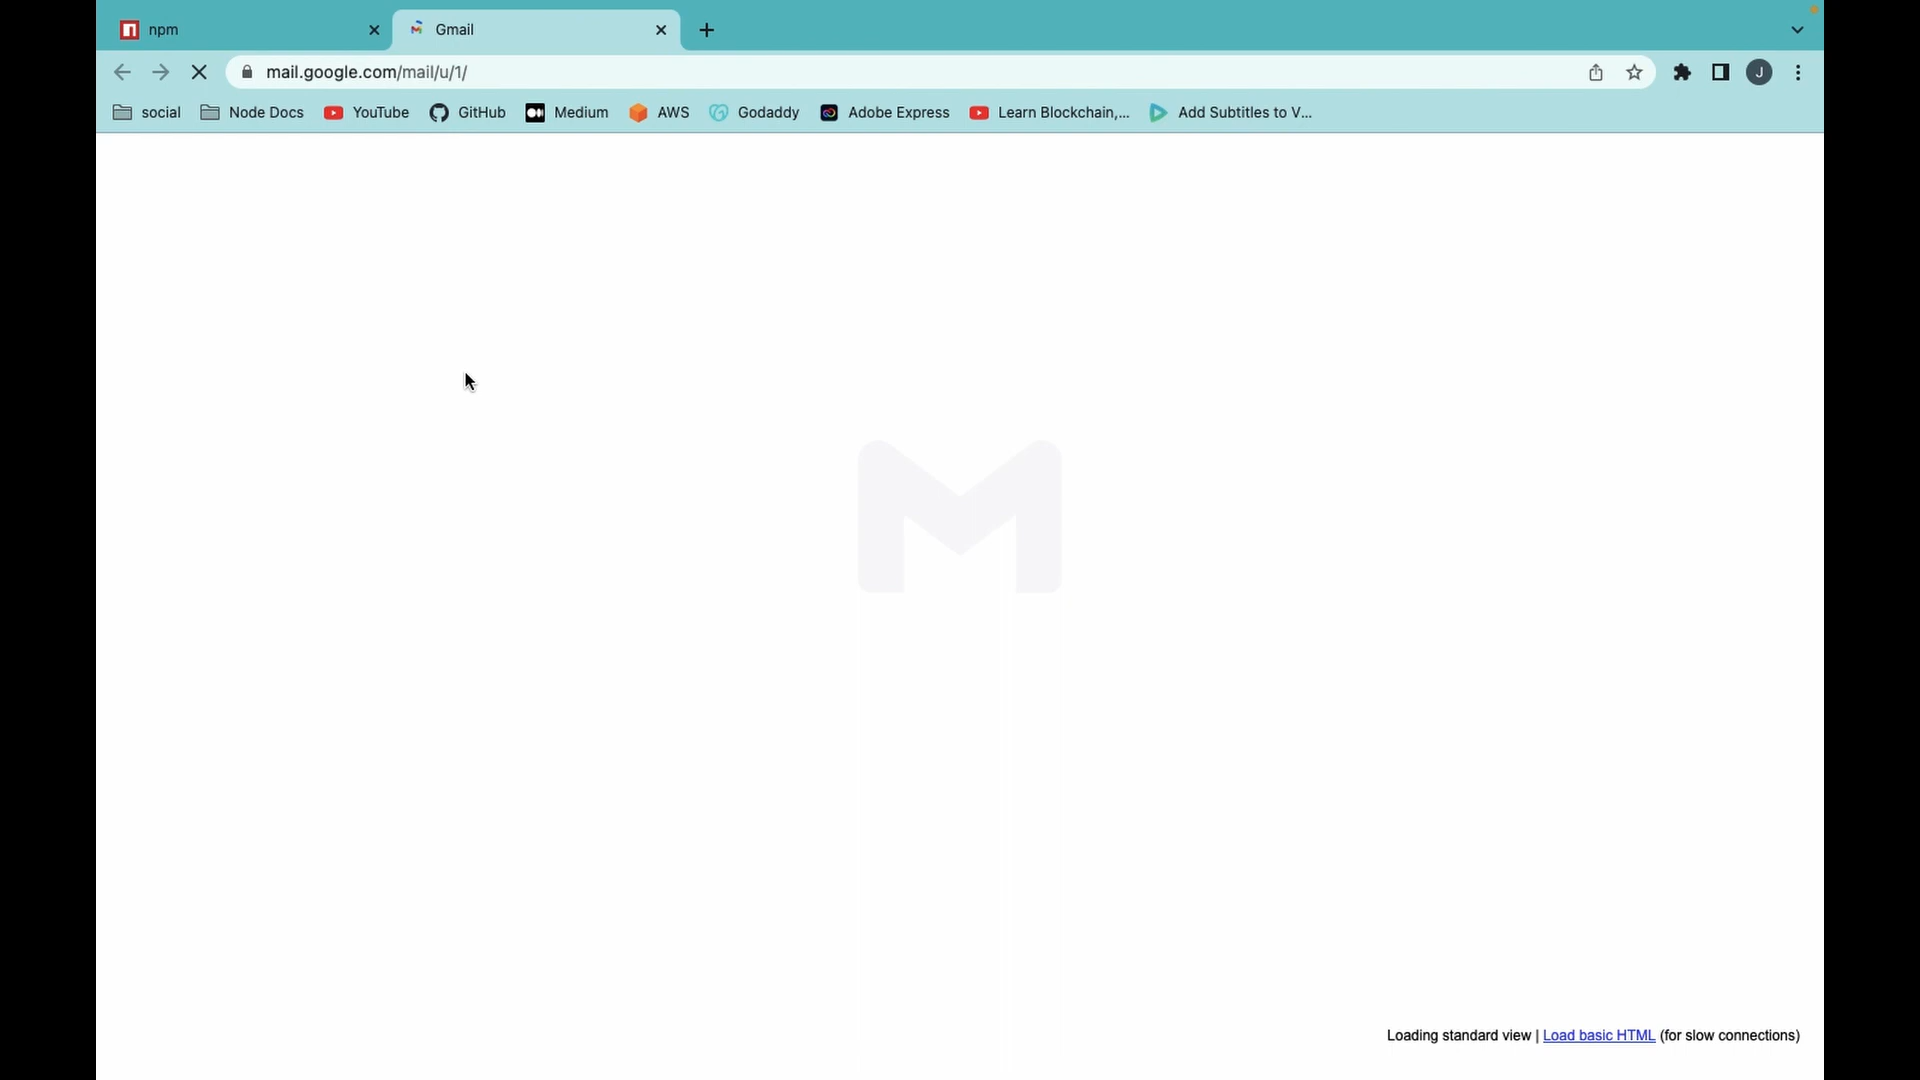 npm
Gmail
mail.google.com/mail/u/1/
J
social
Node Docs
YouTube
GitHub
Medium
AWS
Godaddy
Adobe Express
Learn Blockchain,...
Add Subtitles to V...
Loading standard view | Load basic HTML (for slow connections)